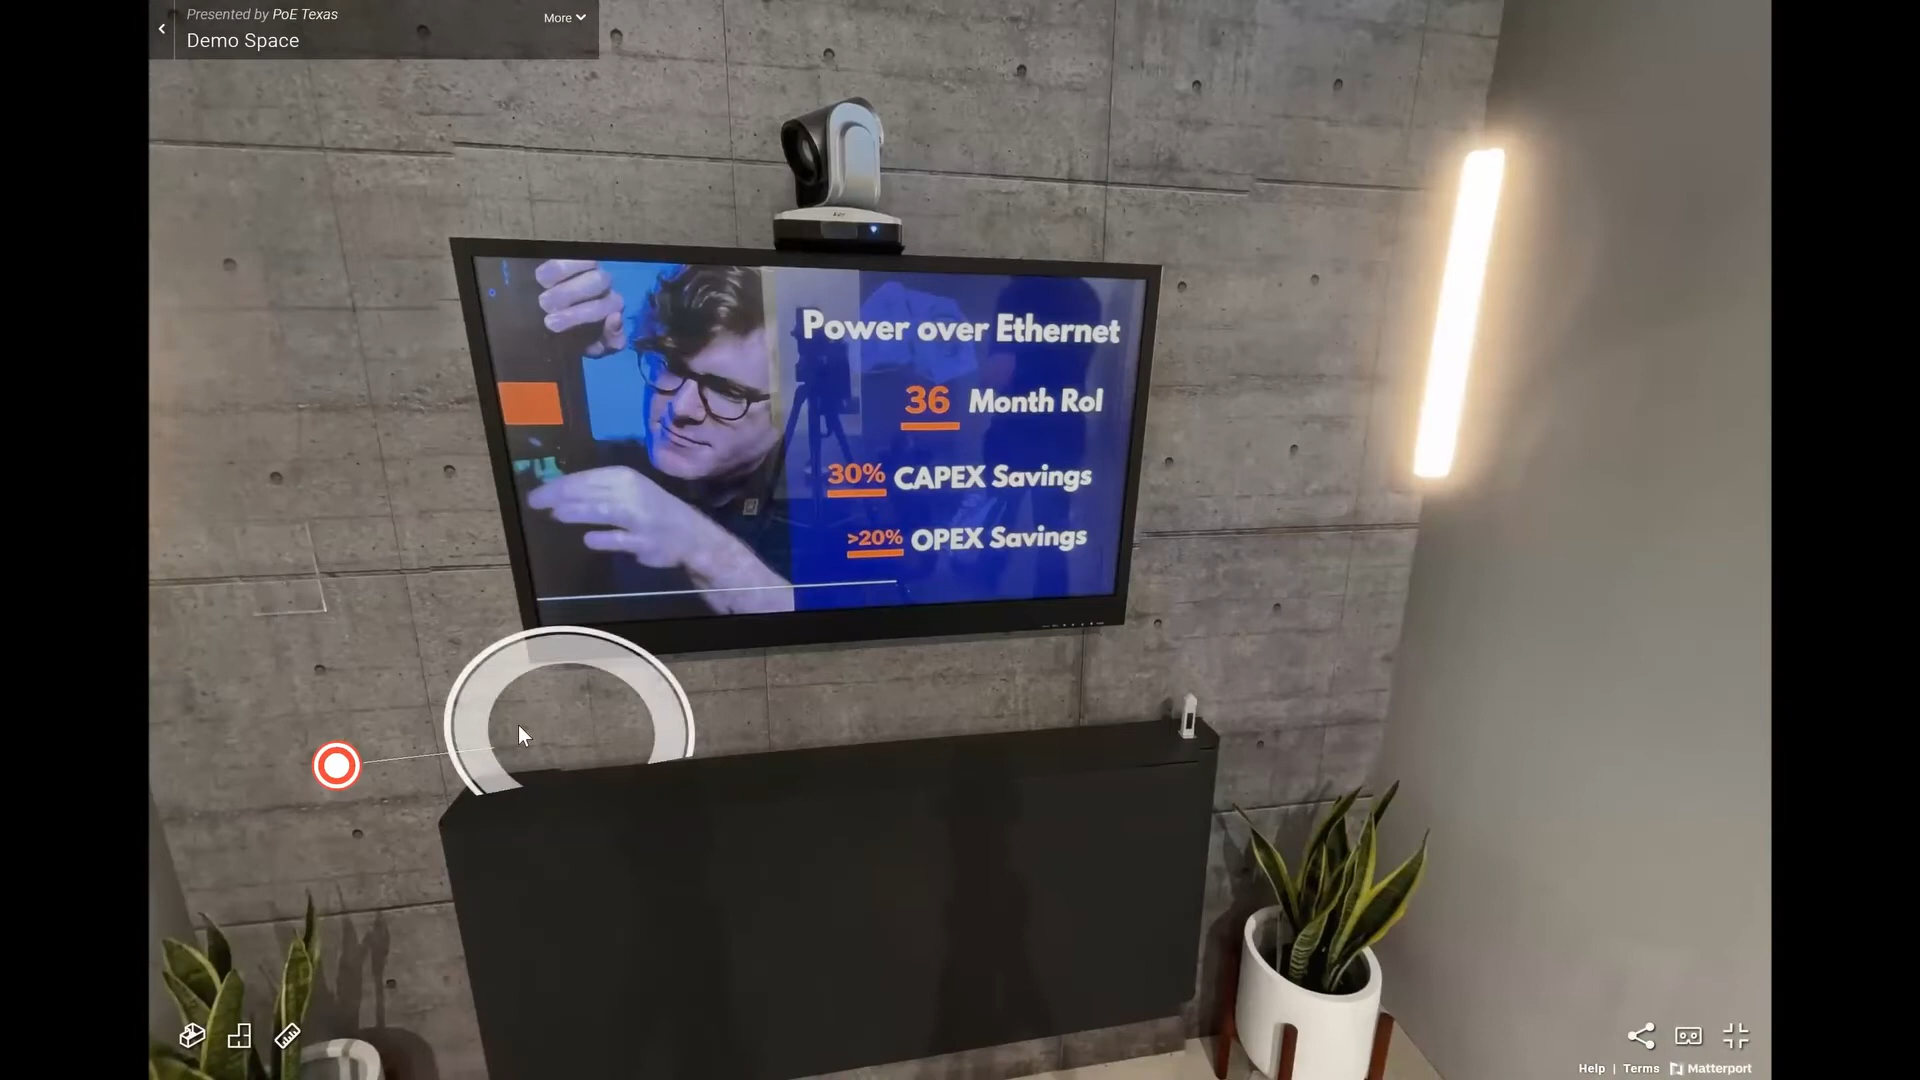 Presented by PoE Texas
More
Demo Space
Power over Ethernet
36 Month RoI
30% CAPEX Savings
>20% OPEX Savings
Help | Terms Matterport